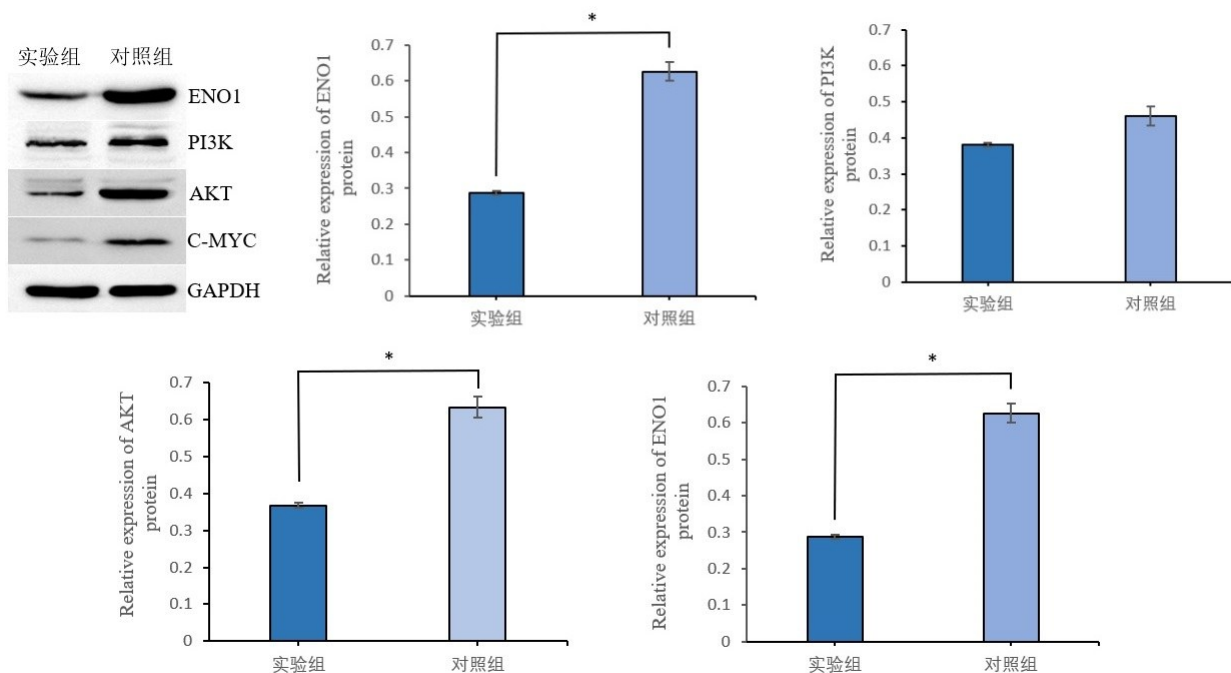 实验组 对照组
ENO1
PI3K
AKT
C-MYC
GAPDH
*
Relative expression of ENO1
protein
0.7
0.6
0.5
0.4
0.3
0.2
0.1
0
实验组 对照组
Relative expression of PI3K
protein
0.7
0.6
0.5
0.4
0.3
0.2
0.1
0
实验组 对照组
*
Relative expression of AKT
protein
0.7
0.6
0.5
0.4
0.3
0.2
0.1
0
实验组 对照组
*
Relative expression of ENO1
protein
0.7
0.6
0.5
0.4
0.3
0.2
0.1
0
实验组 对照组